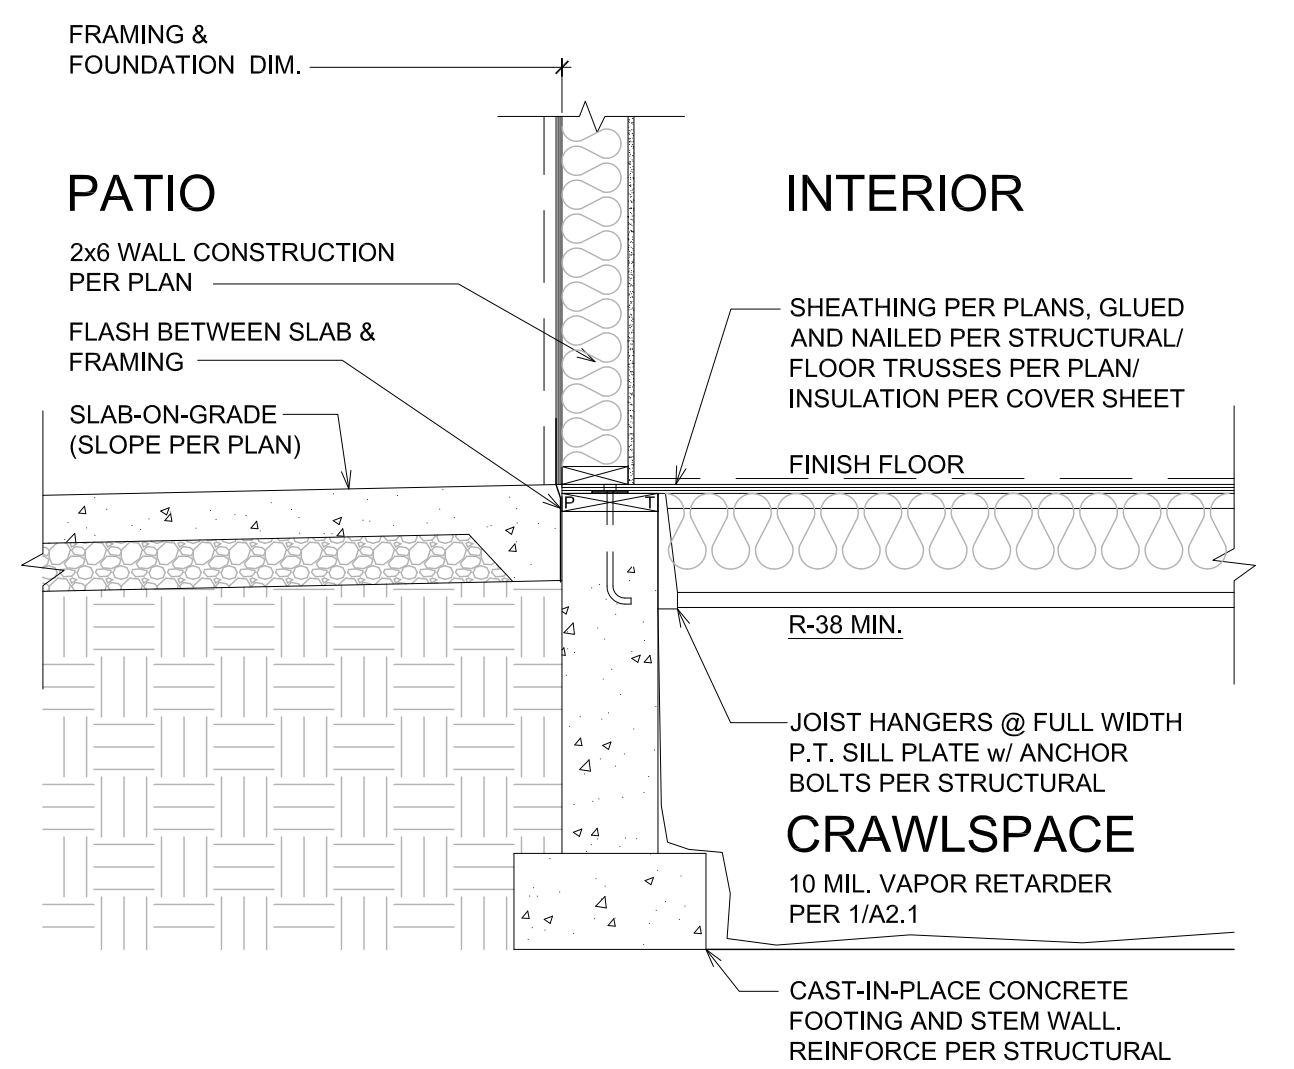 FRAMING &
FOUNDATION DIM.
PATIO
INTERIOR
2x6 WALL CONSTRUCTION
PER PLAN
FLASH BETWEEN SLAB &
FRAMING
SLAB-ON-GRADE
(SLOPE PER PLAN)
SHEATHING PER PLANS, GLUED
AND NAILED PER STRUCTURAL/
FLOOR TRUSSES PER PLAN/
INSULATION PER COVER SHEET
FINISH FLOOR
P T
R-38 MIN.
JOIST HANGERS @ FULL WIDTH
P.T. SILL PLATE w/ ANCHOR
BOLTS PER STRUCTURAL
CRAWLSPACE
10 MIL. VAPOR RETARDER
PER 1/A2.1
CAST-IN-PLACE CONCRETE
FOOTING AND STEM WALL.
REINFORCE PER STRUCTURAL